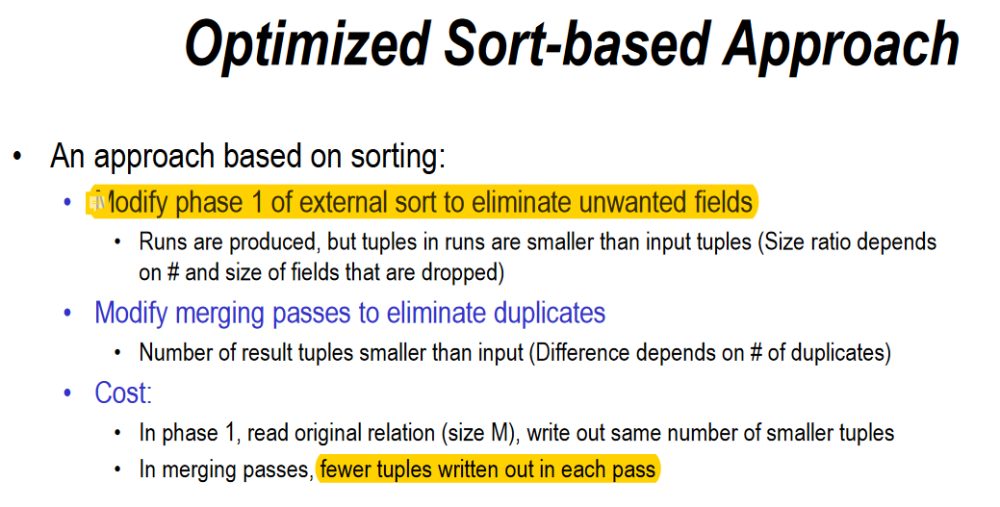 Optimized Sort-based Approach
• An approach based on sorting:
• Modify phase 1 of external sort to eliminate unwanted fields
• Runs are produced, but tuples in runs are smaller than input tuples (Size ratio depends
on # and size of fields that are dropped)
• Modify merging passes to eliminate duplicates
• Number of result tuples smaller than input (Difference depends on # of duplicates)
• Cost:
• In phase 1, read original relation (size M), write out same number of smaller tuples
• In merging passes, fewer tuples written out in each pass